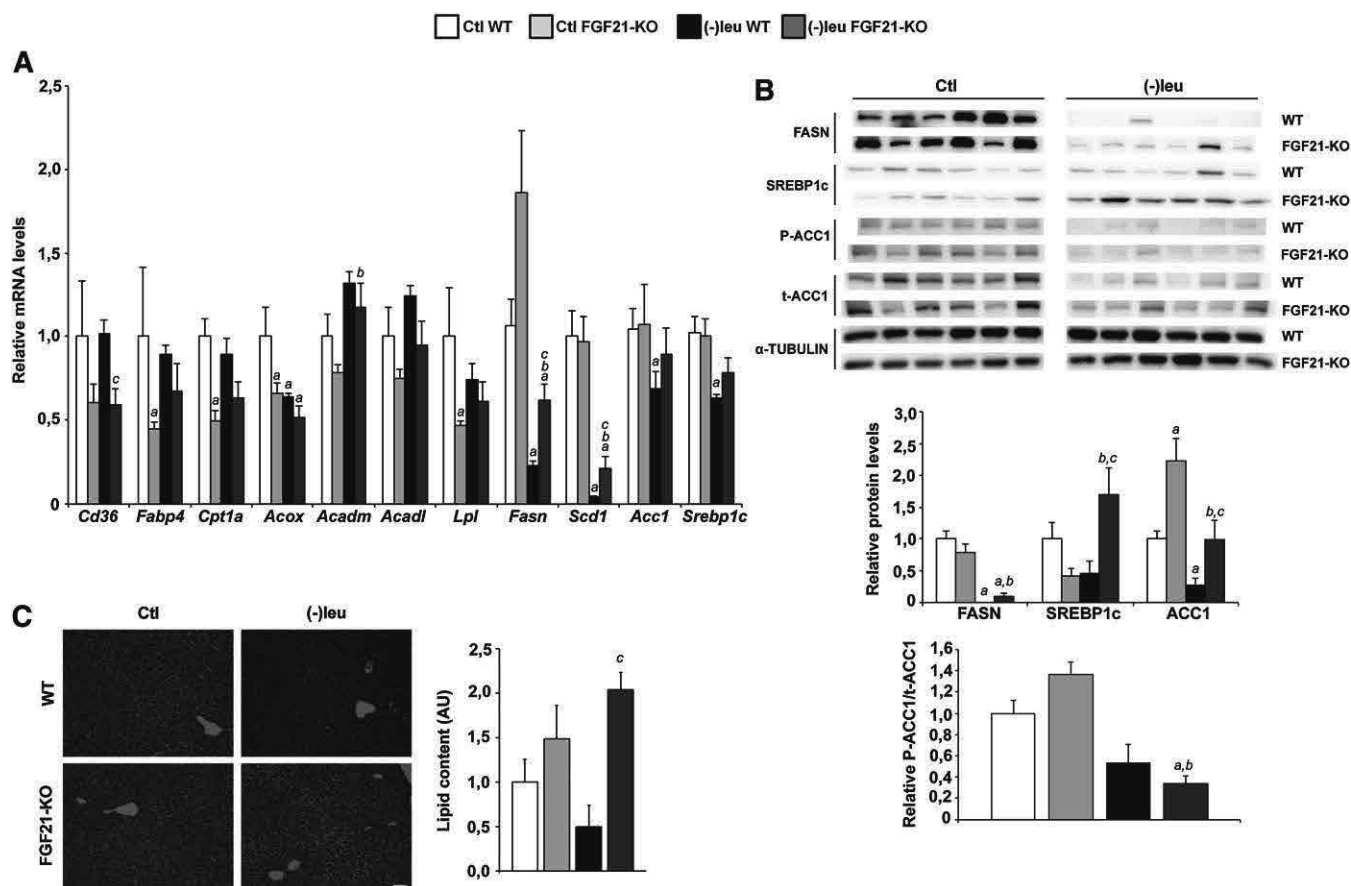 Ctl WT Ctl FGF21-KO (-)leu WT (-)leu FGF21-KO
A
2,5
2,0
1,5
1,0
0,5
0
Relative mRNA levels
c
a
a
a
a
a
b
a
a
c
b
a
a
c
b
a
a
a
Cd36 Fabp4 Cpt1a Acox Acadm Acadl Lpl Fasn Scd1 Acc1 Srebp1c
B
Ctl (-)leu
FASN
WT
FGF21-KO
SREBP1c
WT
FGF21-KO
P-ACC1
WT
FGF21-KO
t-ACC1
WT
FGF21-KO
α-TUBULIN
WT
FGF21-KO
3,0
2,5
2,0
1,5
1,0
0,5
0
Relative protein levels
a
a,b
b,c
a
a
b,c
FASN SREBP1c ACC1
1,6
1,4
1,2
1,0
0,8
0,6
0,4
0,2
0
Relative P-ACC1/t-ACC1
a,b
C
Ctl (-)leu
WT
FGF21-KO
2,5
2,0
1,5
1,0
0,5
0,0
Lipid content (AU)
c